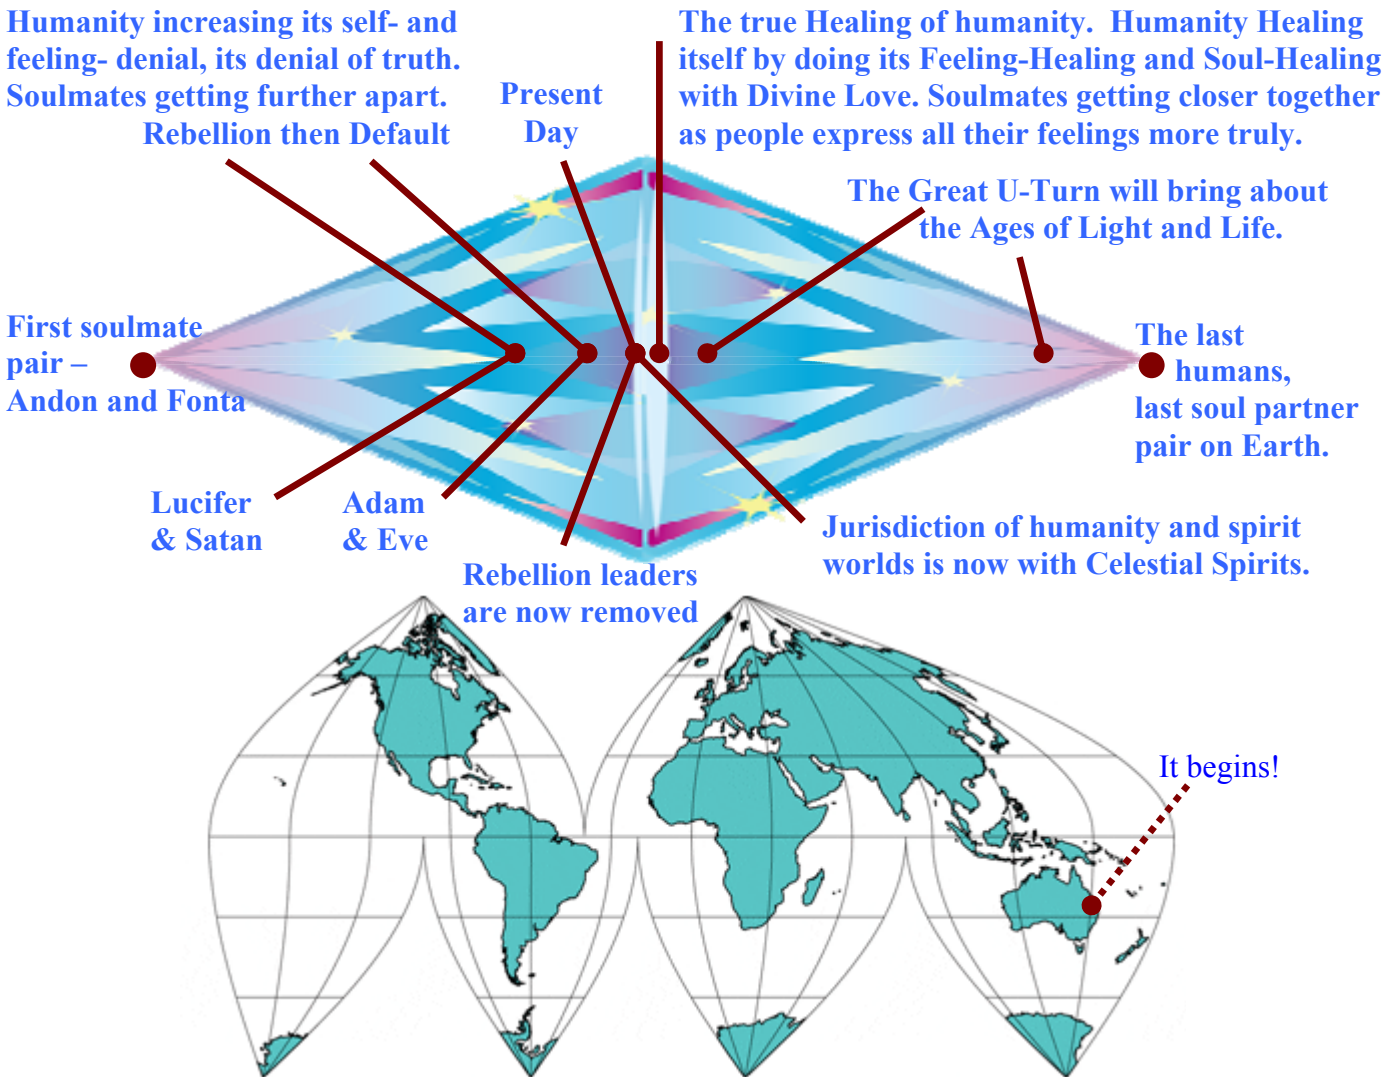 Humanity increasing its self- and
feeling- denial, its denial of truth.
Soulmates getting further apart.
Rebellion then Default
Present
Day
The true Healing of humanity.  Humanity Healing
itself by doing its Feeling-Healing and Soul-Healing
with Divine Love. Soulmates getting closer together
as people express all their feelings more truly.
The Great U-Turn will bring about
the Ages of Light and Life.
First soulmate
pair –
Andon and Fonta
The last
humans,
last soul partner
pair on Earth.
Lucifer
& Satan
Adam
& Eve
Rebellion leaders
are now removed
Jurisdiction of humanity and spirit
worlds is now with Celestial Spirits.
It begins!